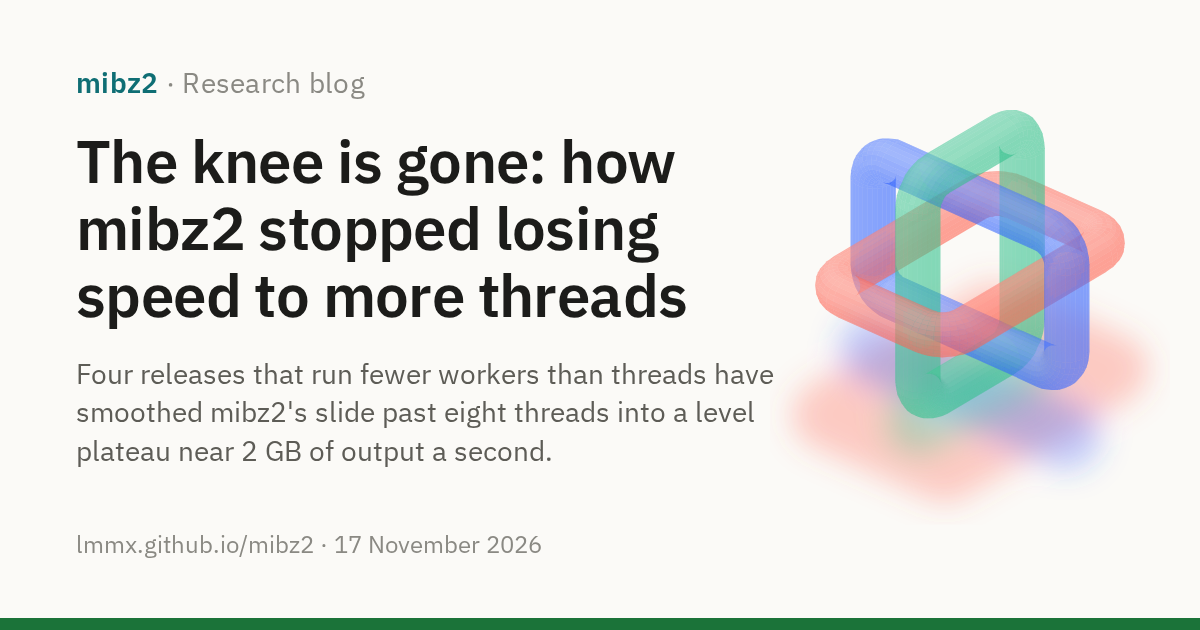 mibz2 · Research blog
The knee is gone: how
mibz2 stopped losing
speed to more threads
Four releases that run fewer workers than threads have
smoothed mibz2's slide past eight threads into a level
plateau near 2 GB of output a second.
lmmx.github.io/mibz2 · 17 November 2026